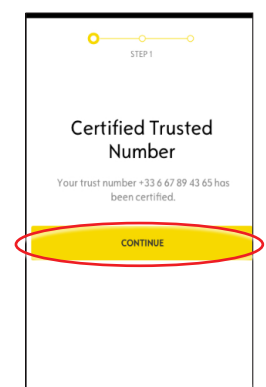 STEP 1
Certified Trusted
Number
Your trust number +33 6 67 89 43 65 has
been certified.
CONTINUE